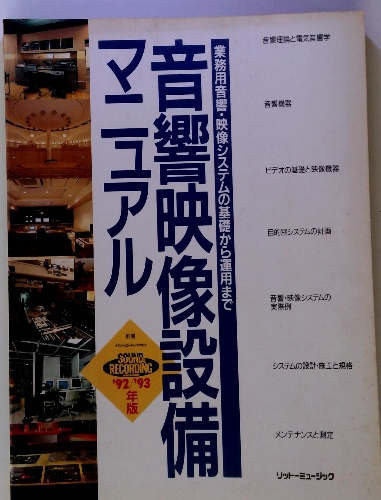 業務用音響・映像システムの基礎から運用まで
音響映像設備
マニュアル
別冊
SOUND
RECORDING
'92/'93
年版
音響理論と電気音響学
音響機器
ビデオの基礎と映像機器
目的別システムの計画
音響・映像システムの
実際例
システムの設計・施工と規格
メンテナンスと測定
リットーミュージック